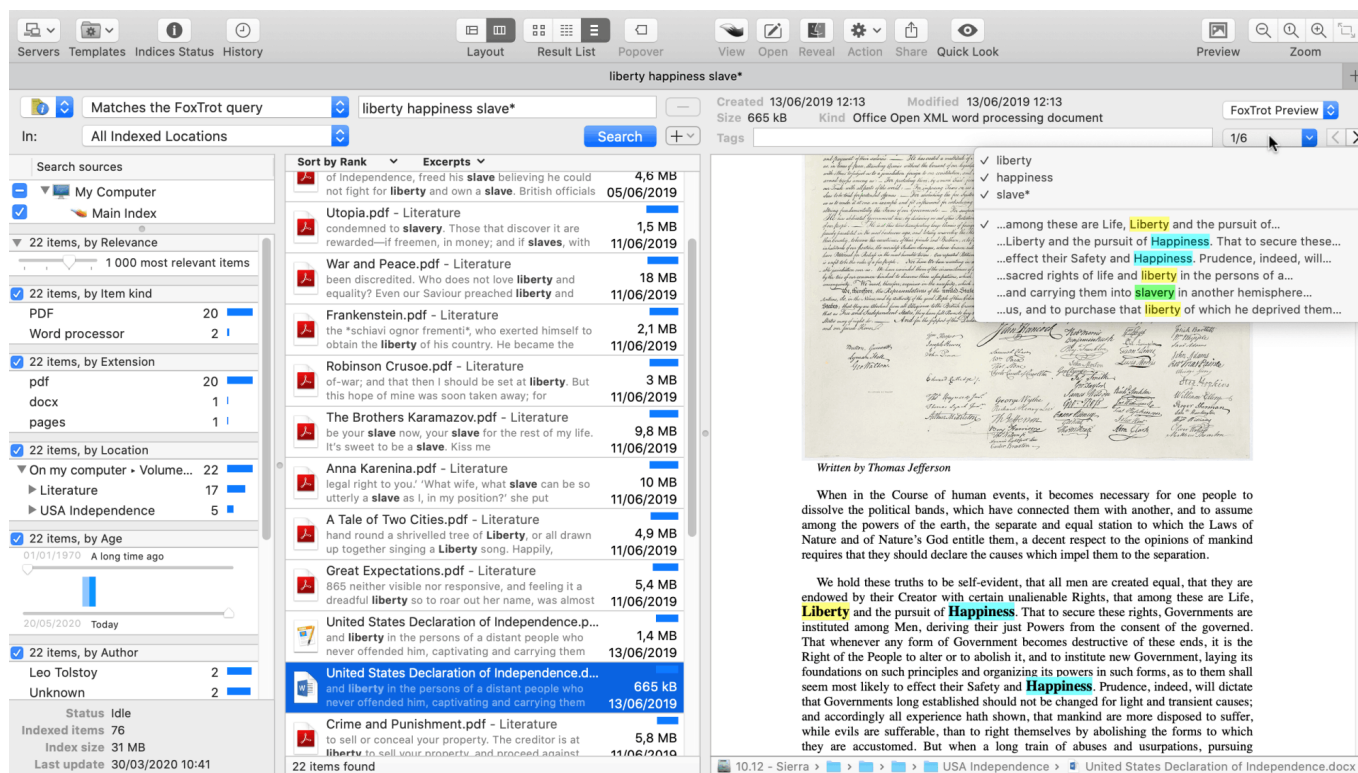 Servers Templates Indices Status History
Layout Result List Popover
View Open Reveal Action Share Quick Look
Preview Zoom
liberty happiness slave*
Matches the FoxTrot query
liberty happiness slave*
In: All Indexed Locations
Search
Search sources
My Computer
Main Index
22 items, by Relevance
1 000 most relevant items
22 items, by Item kind
PDF 20
Word processor 2
22 items, by Extension
pdf 20
docx 1
pages 1
22 items, by Location
On my computer ▸ Volume... 22
Literature 17
USA Independence 5
22 items, by Age
01/01/1970 A long time ago
20/05/2020 Today
22 items, by Author
Leo Tolstoy 2
Unknown 2
Status Idle
Indexed items 76
Index size 31 MB
Last update 30/03/2020 10:41
Sort by Rank Excerpts
of Independence, freed his slave believing he could 4,6 MB
not fight for liberty and own a slave. British officials 05/06/2019
Utopia.pdf - Literature
condemned to slavery. Those that discover it are 1,5 MB
rewarded—if freemen, in money; and if slaves, with 11/06/2019
War and Peace.pdf - Literature
been discredited. Who does not love liberty and 18 MB
equality? Even our Saviour preached liberty and 11/06/2019
Frankenstein.pdf - Literature
the *schiavi ognor frementi*, who exerted himself to 2,1 MB
obtain the liberty of his country. He became the 11/06/2019
Robinson Crusoe.pdf - Literature
of-war; and that then I should be set at liberty. But 3 MB
this hope of mine was soon taken away; for 11/06/2019
The Brothers Karamazov.pdf - Literature
be your slave now, your slave for the rest of my life. 9,8 MB
It's sweet to be a slave. Kiss me 11/06/2019
Anna Karenina.pdf - Literature
legal right to you.' 'What wife, what slave can be so 10 MB
utterly a slave as I, in my position?' she put 11/06/2019
A Tale of Two Cities.pdf - Literature
hand round a shrivelled tree of Liberty, or all drawn 4,9 MB
up together singing a Liberty song. Happily, 11/06/2019
Great Expectations.pdf - Literature
865 neither visible nor responsive, and feeling it a 5,4 MB
dreadful liberty so to roar out her name, was almost 11/06/2019
United States Declaration of Independence.p...
and liberty in the persons of a distant people who 1,4 MB
never offended him, captivating and carrying them 13/06/2019
United States Declaration of Independence.d...
and liberty in the persons of a distant people who 665 kB
never offended him, captivating and carrying them 13/06/2019
Crime and Punishment.pdf - Literature
to sell or conceal your property. The creditor is at 5,8 MB
liberty to sell your property, and proceed against 11/06/2019
22 items found
Created 13/06/2019 12:13 Modified 13/06/2019 12:13
Size 665 kB Kind Office Open XML word processing document
Tags
FoxTrot Preview
1/6
✓ liberty
✓ happiness
✓ slave*
✓ ...among these are Life, Liberty and the pursuit of...
...Liberty and the pursuit of Happiness. That to secure these...
...effect their Safety and Happiness. Prudence, indeed, will...
...sacred rights of life and liberty in the persons of a...
...and carrying them into slavery in another hemisphere...
...us, and to purchase that liberty of which he deprived them...
John Hancock
Written by Thomas Jefferson
When in the Course of human events, it becomes necessary for one people to
dissolve the political bands, which have connected them with another, and to assume
among the powers of the earth, the separate and equal station to which the Laws of
Nature and of Nature's God entitle them, a decent respect to the opinions of mankind
requires that they should declare the causes which impel them to the separation.
We hold these truths to be self-evident, that all men are created equal, that they are
endowed by their Creator with certain unalienable Rights, that among these are Life,
Liberty and the pursuit of Happiness. That to secure these rights, Governments are
instituted among Men, deriving their just Powers from the consent of the governed.
That whenever any form of Government becomes destructive of these ends, it is the
Right of the People to alter or to abolish it, and to institute new Government, laying its
foundations on such principles and organizing its powers in such forms, as to them shall
seem most likely to effect their Safety and Happiness. Prudence, indeed, will dictate
that Governments long established should not be changed for light and transient causes;
and accordingly all experience hath shown, that mankind are more disposed to suffer,
while evils are sufferable, than to right themselves by abolishing the forms to which
they are accustomed. But when a long train of abuses and usurpations, pursuing
10.12 - Sierra › › › › › USA Independence › United States Declaration of Independence.docx